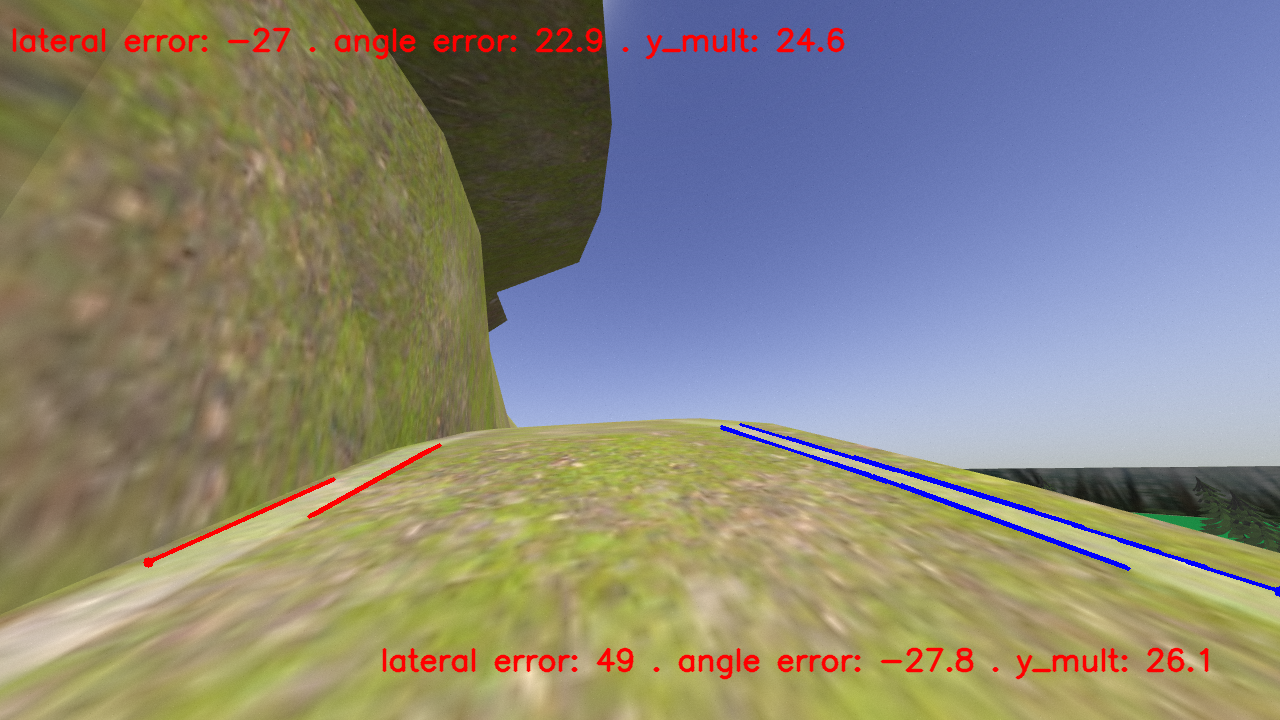 lateral error: -27 . angle error: 22.9 . y_mult: 24.6
lateral error: 49 . angle error: -27.8 . y_mult: 26.1